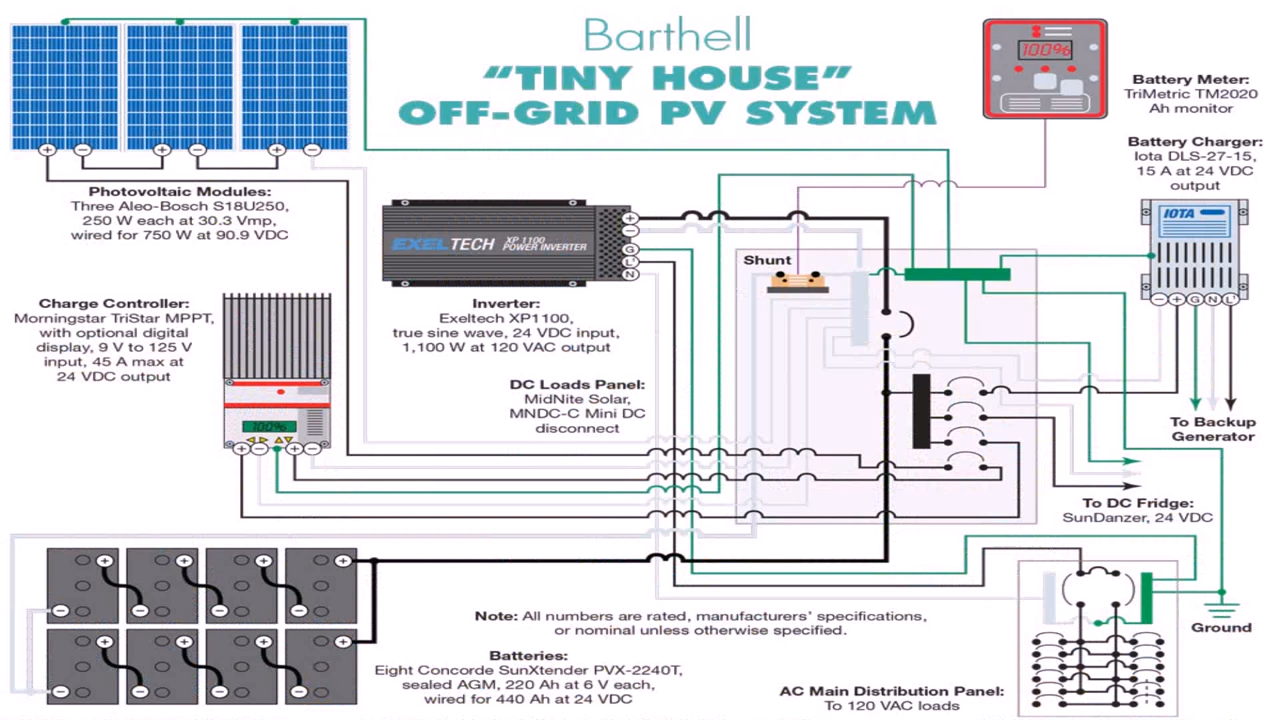 Barthell
“TINY HOUSE”
OFF-GRID PV SYSTEM
100%
Battery Meter:
TriMetric TM2020
Ah monitor
Battery Charger:
Iota DLS-27-15,
15 A at 24 VDC
output
IOTA
− + G N L¹
To Backup
Generator
+ − + − + −
Photovoltaic Modules:
Three Aleo-Bosch S18U250,
250 W each at 30.3 Vmp,
wired for 750 W at 90.9 VDC
EXELTECH XP 1100
POWER INVERTER
+
−
G
L¹
N
Inverter:
Exeltech XP1100,
true sine wave, 24 VDC input,
1,100 W at 120 VAC output
Shunt
Charge Controller:
Morningstar TriStar MPPT,
with optional digital
display, 9 V to 125 V
input, 45 A max at
24 VDC output
100%
+ − + −
DC Loads Panel:
MidNite Solar,
MNDC-C Mini DC
disconnect
To DC Fridge:
SunDanzer, 24 VDC
+ + + +
− − − −
+ + + +
− − − −
Note: All numbers are rated, manufacturers’ specifications,
or nominal unless otherwise specified.
Batteries:
Eight Concorde SunXtender PVX-2240T,
sealed AGM, 220 Ah at 6 V each,
wired for 440 Ah at 24 VDC
Ground
AC Main Distribution Panel:
To 120 VAC loads